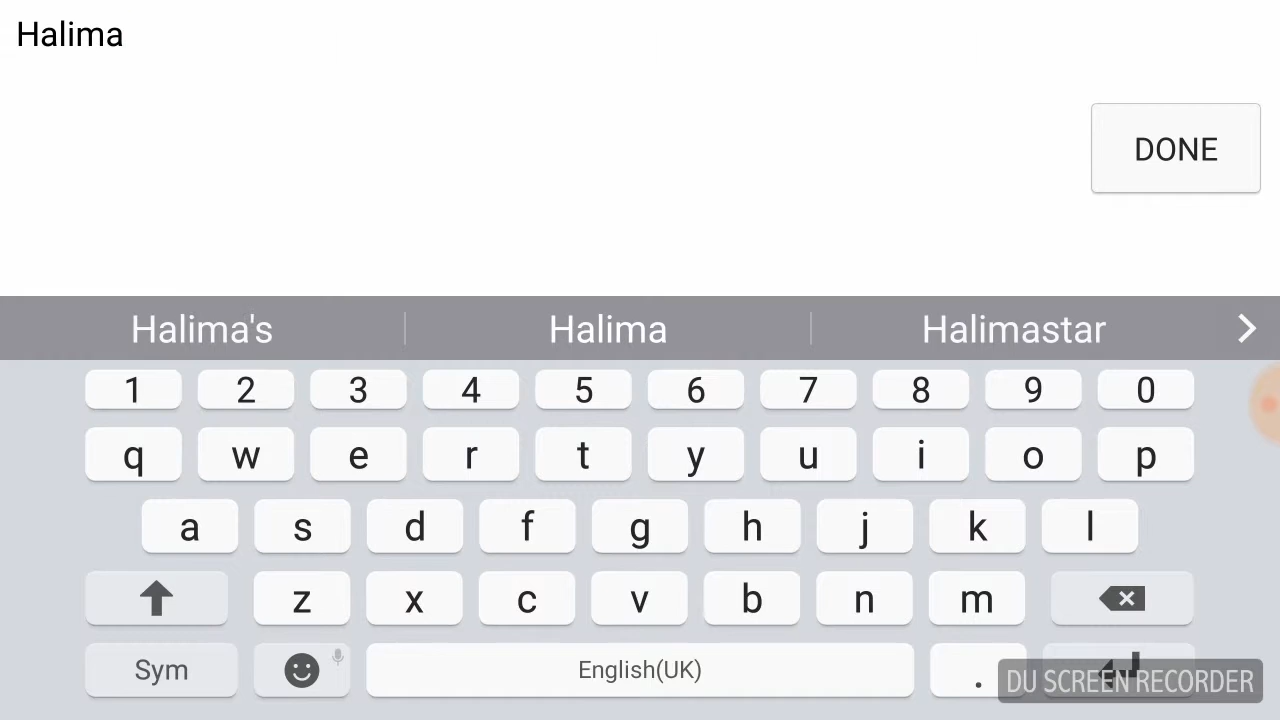 Halima
DONE
Halima's Halima Halimastar
1 2 3 4 5 6 7 8 9 0
q w e r t y u i o p
a s d f g h j k l
z x c v b n m
Sym English(UK) .
DU SCREEN RECORDER